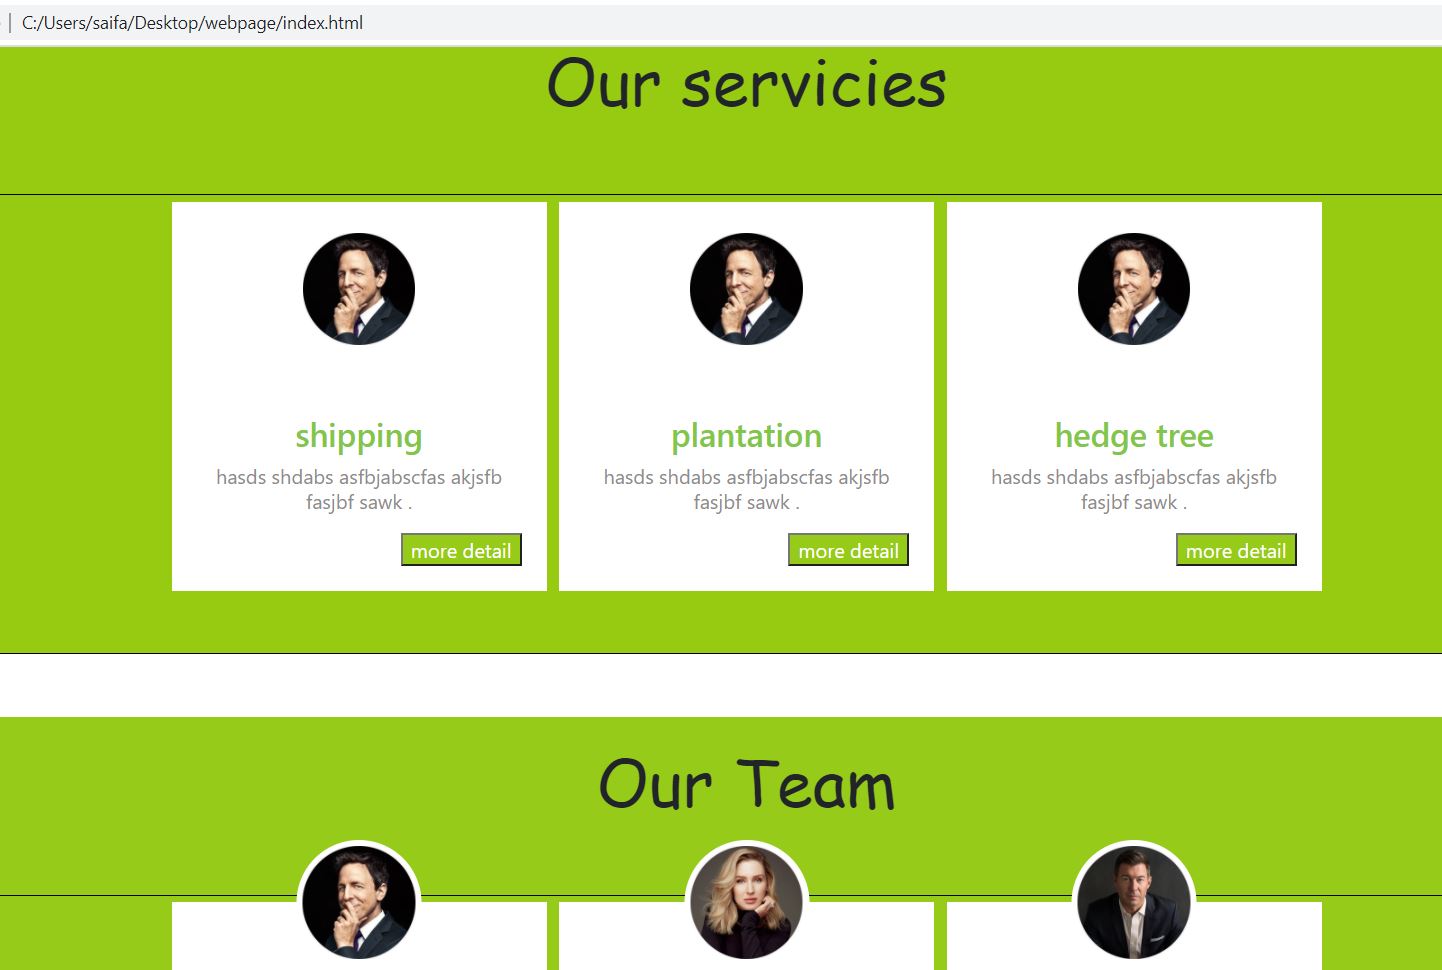 C:/Users/saifa/Desktop/webpage/index.html
Our servicies
shipping
hasds shdabs asfbjabscfas akjsfb
fasjbf sawk .
more detail
plantation
hasds shdabs asfbjabscfas akjsfb
fasjbf sawk .
more detail
hedge tree
hasds shdabs asfbjabscfas akjsfb
fasjbf sawk .
more detail
Our Team